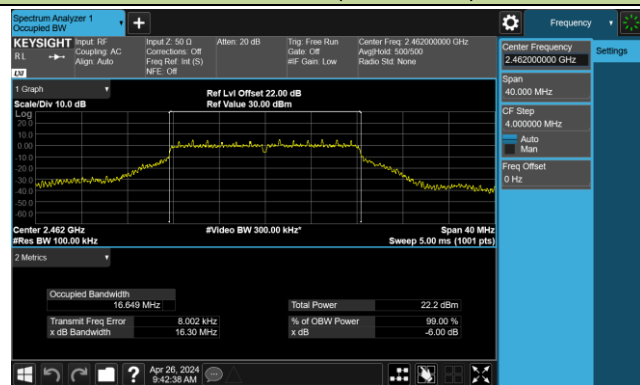 Spectrum Analyzer 1
Occupied BW
Frequency
KEYSIGHT
Input: RF
Coupling: AC
Align: Auto
Input Z: 50 Ω
Corrections: Off
Freq Ref: Int (S)
NFE: Off
Atten: 20 dB
Trig: Free Run
Gate: Off
#IF Gain: Low
Center Freq: 2.462000000 GHz
Avg|Hold: 500/500
Radio Std: None
R L
LXI
Center Frequency
2.462000000 GHz
Settings
Span
40.000 MHz
CF Step
4.000000 MHz
Auto
Man
Freq Offset
0 Hz
1 Graph
Scale/Div 10.0 dB
Ref Lvl Offset 22.00 dB
Ref Value 30.00 dBm
Log
20.0
10.0
0.00
-10.0
-20.0
-30.0
-40.0
-50.0
-60.0
Center 2.462 GHz
#Res BW 100.00 kHz
#Video BW 300.00 kHz*
Span 40 MHz
Sweep 5.00 ms (1001 pts)
2 Metrics
Occupied Bandwidth
16.649 MHz
Total Power 22.2 dBm
Transmit Freq Error 8.002 kHz
% of OBW Power 99.00 %
x dB Bandwidth 16.30 MHz
x dB -6.00 dB
?
Apr 26, 2024
9:42:38 AM